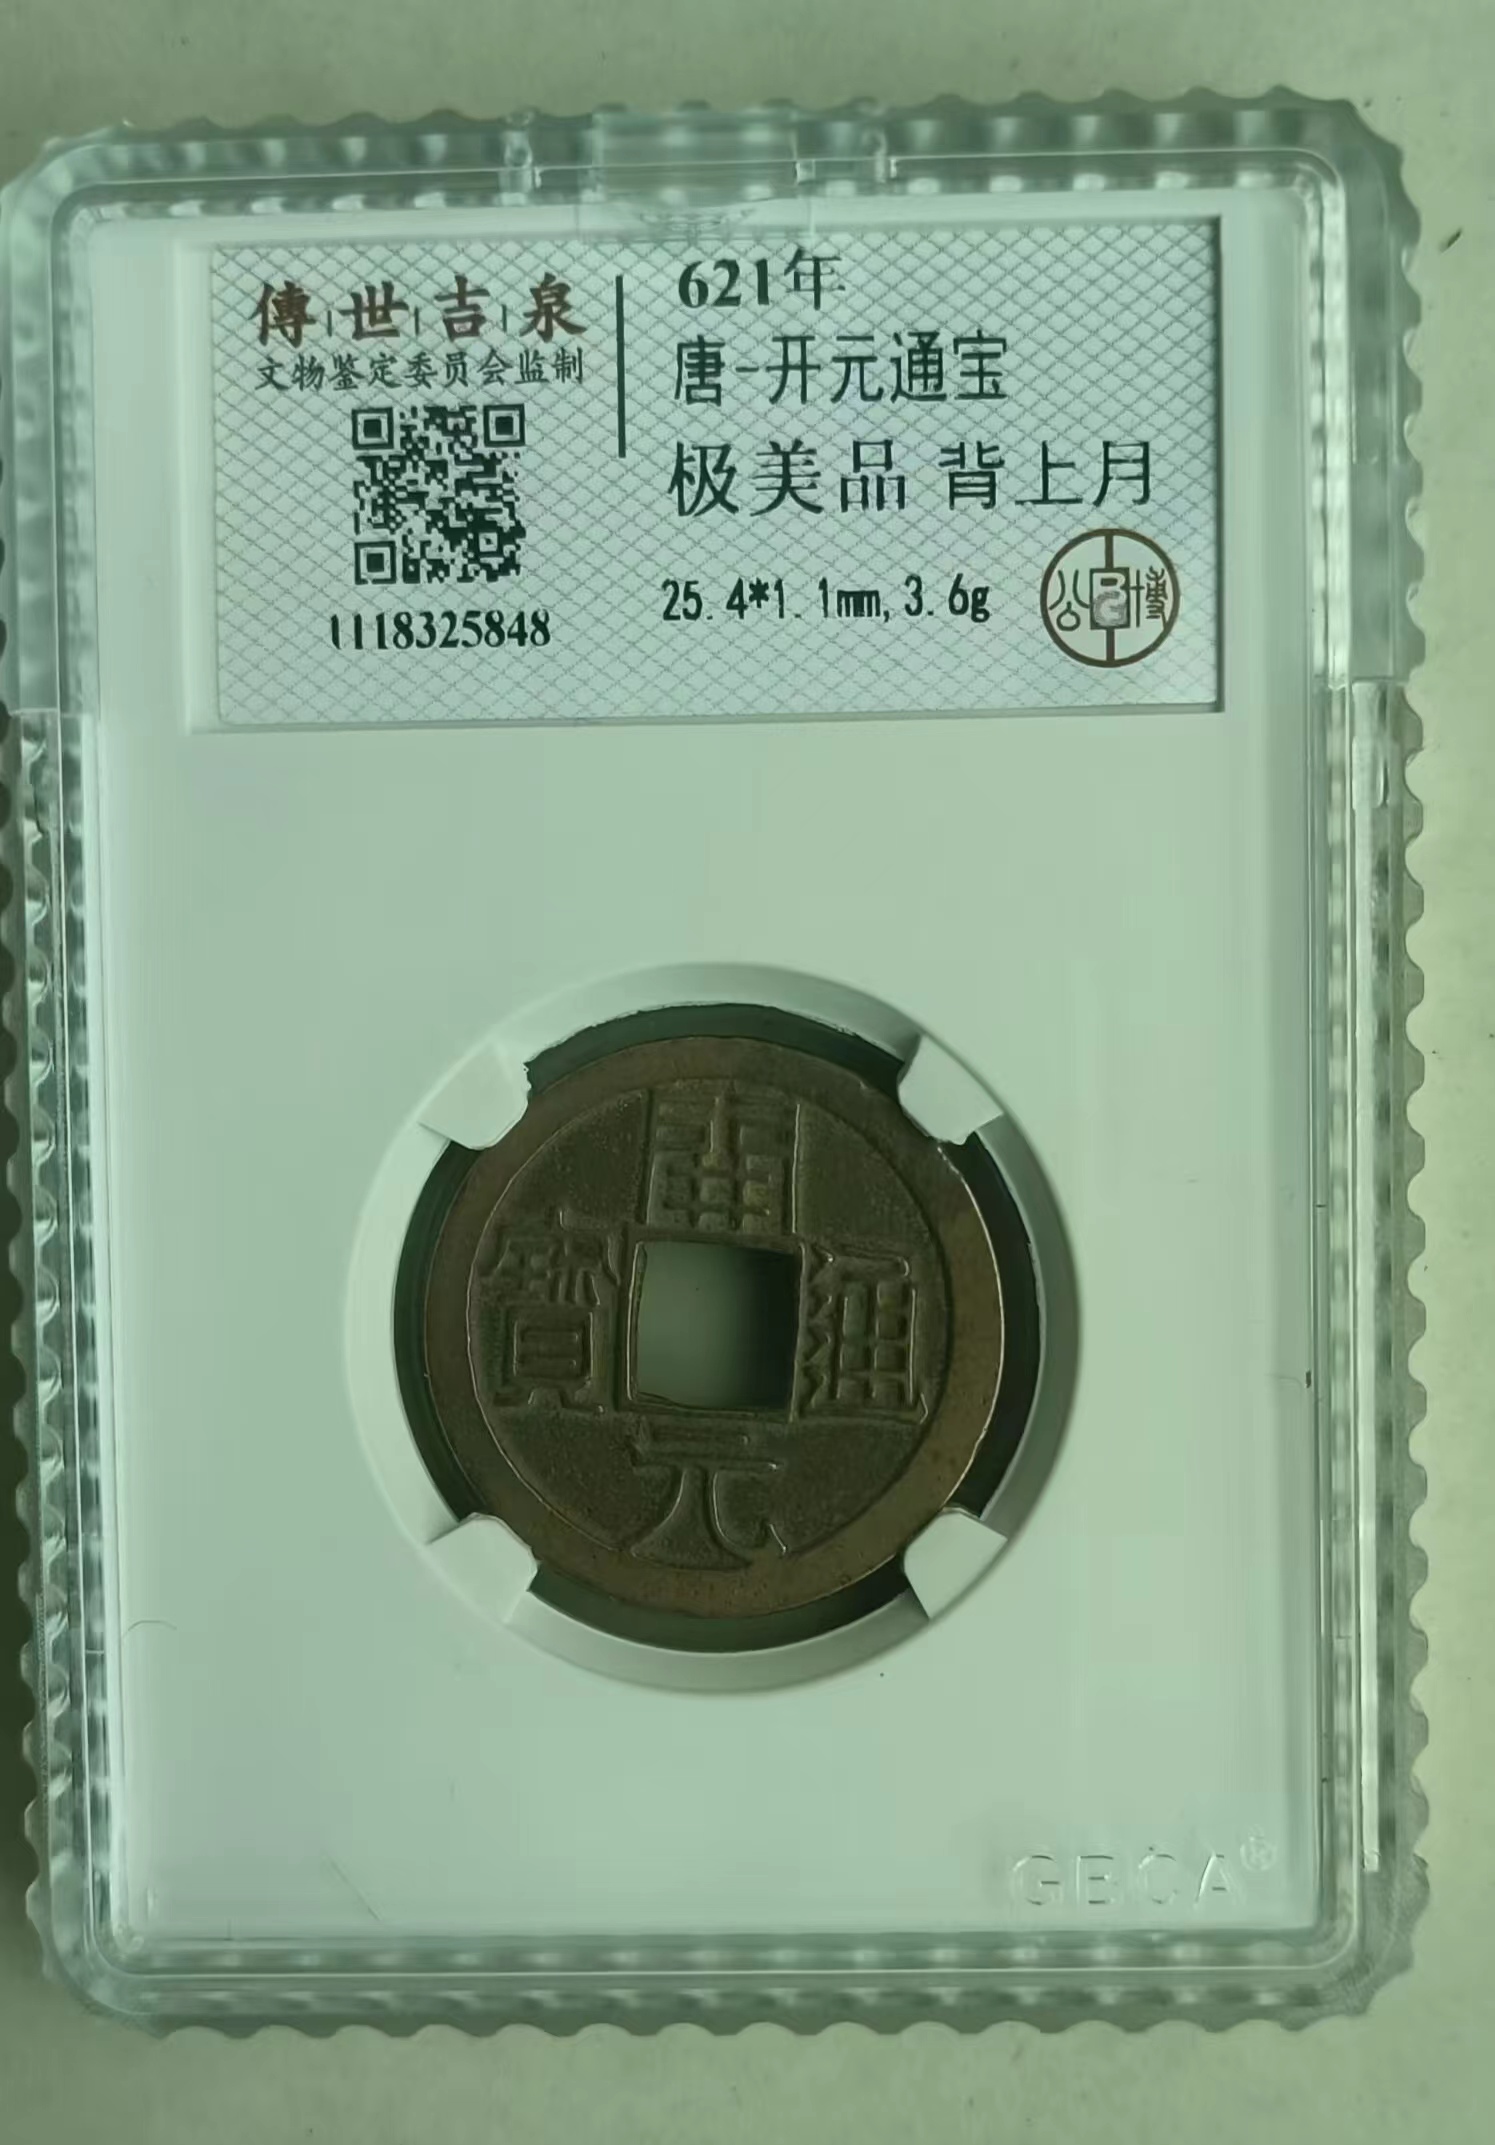 傳世吉泉
文物鉴定委员会监制
1118325848
621年
唐-开元通宝
极美品 背上月
25.4*1.1mm,3.6g
公博
開
通
元
寶
GBCA®